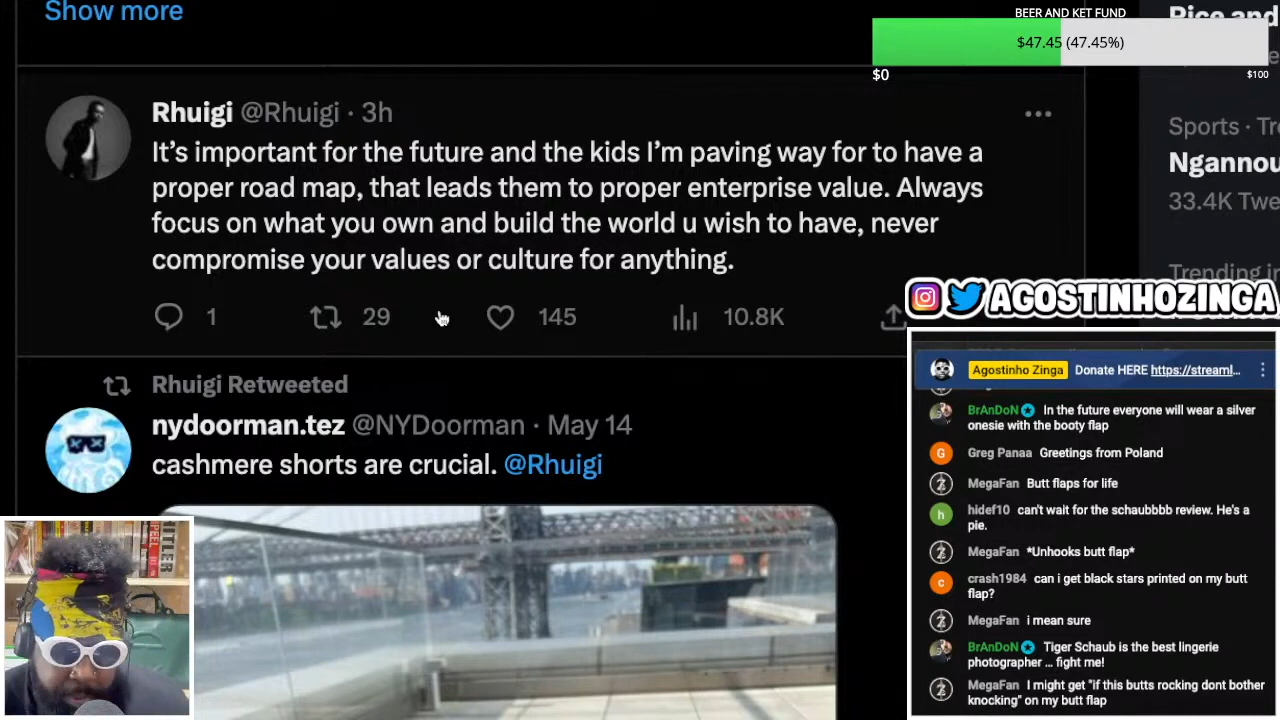 Show more
BEER AND KET FUND
$47.45 (47.45%)
$0
$100
Rhuigi @Rhuigi · 3h
It's important for the future and the kids I'm paving way for to have a
proper road map, that leads them to proper enterprise value. Always
focus on what you own and build the world u wish to have, never
compromise your values or culture for anything.
1 29 145 10.8K
Rhuigi Retweeted
nydoorman.tez @NYDoorman · May 14
cashmere shorts are crucial. @Rhuigi
Rice and
Sports ·
Ngannou
33.4K
Trending in
AGOSTINHOZINGA
Agostinho Zinga Donate HERE https://streaml...
BrAnDoN In the future everyone will wear a silver
onesie with the booty flap
Greg Panaa Greetings from Poland
MegaFan Butt flaps for life
hidef10 can't wait for the schaubbbb review. He's a
pie.
MegaFan *Unhooks butt flap*
crash1984 can i get black stars printed on my butt
flap?
MegaFan i mean sure
BrAnDoN Tiger Schaub is the best lingerie
photographer ... fight me!
MegaFan I might get "if this butts rocking dont bother
knocking" on my butt flap
HITLER